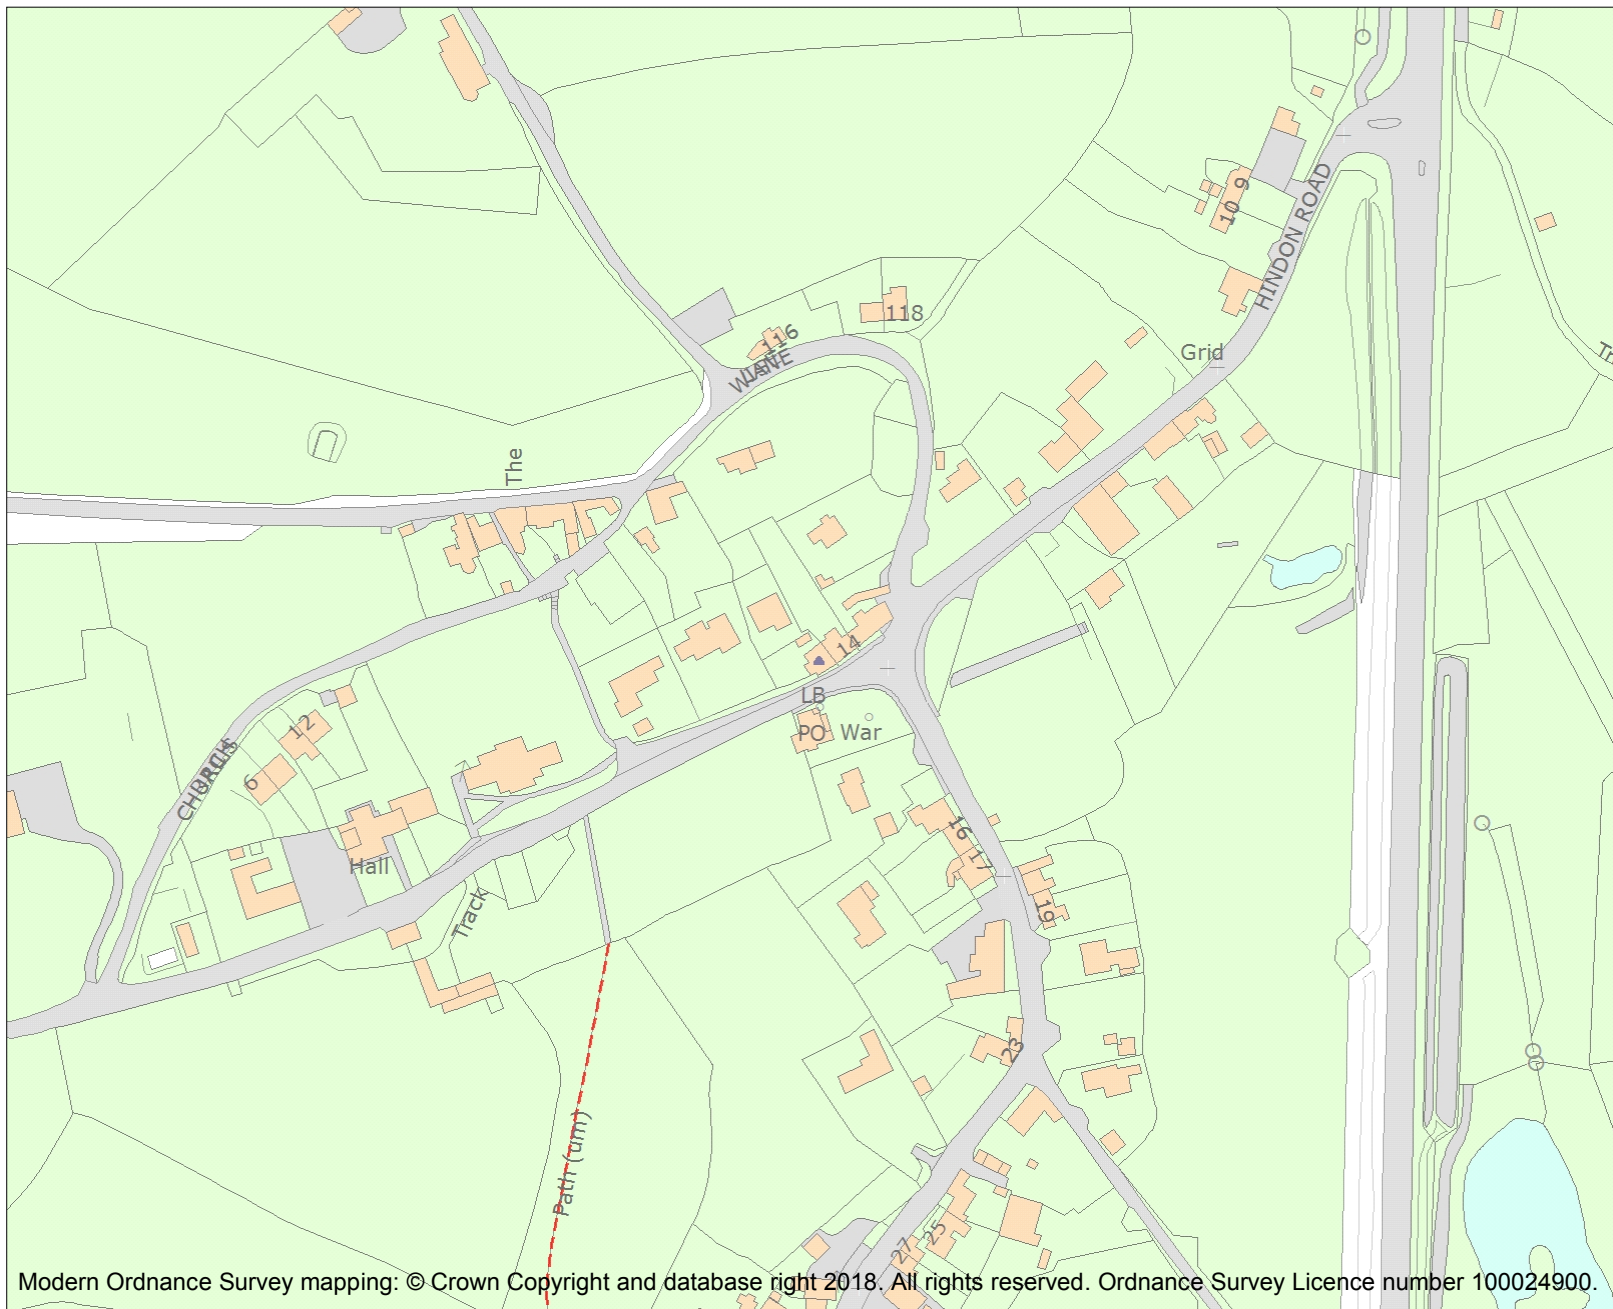 9
10
HINDON ROAD
118
116
LANE
Grid
The
14
LB
PO
War
12
6
CHURCH
16
17
Hall
19
Track
23
Path (um)
25
27
Modern Ordnance Survey mapping: © Crown Copyright and database right 2018. All rights reserved. Ordnance Survey Licence number 100024900.